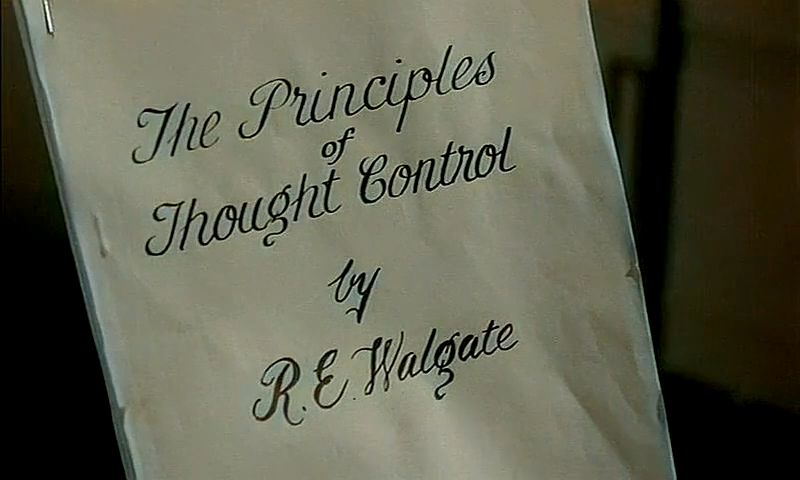 The Principles
of
Thought Control
by
R.E. Walgate